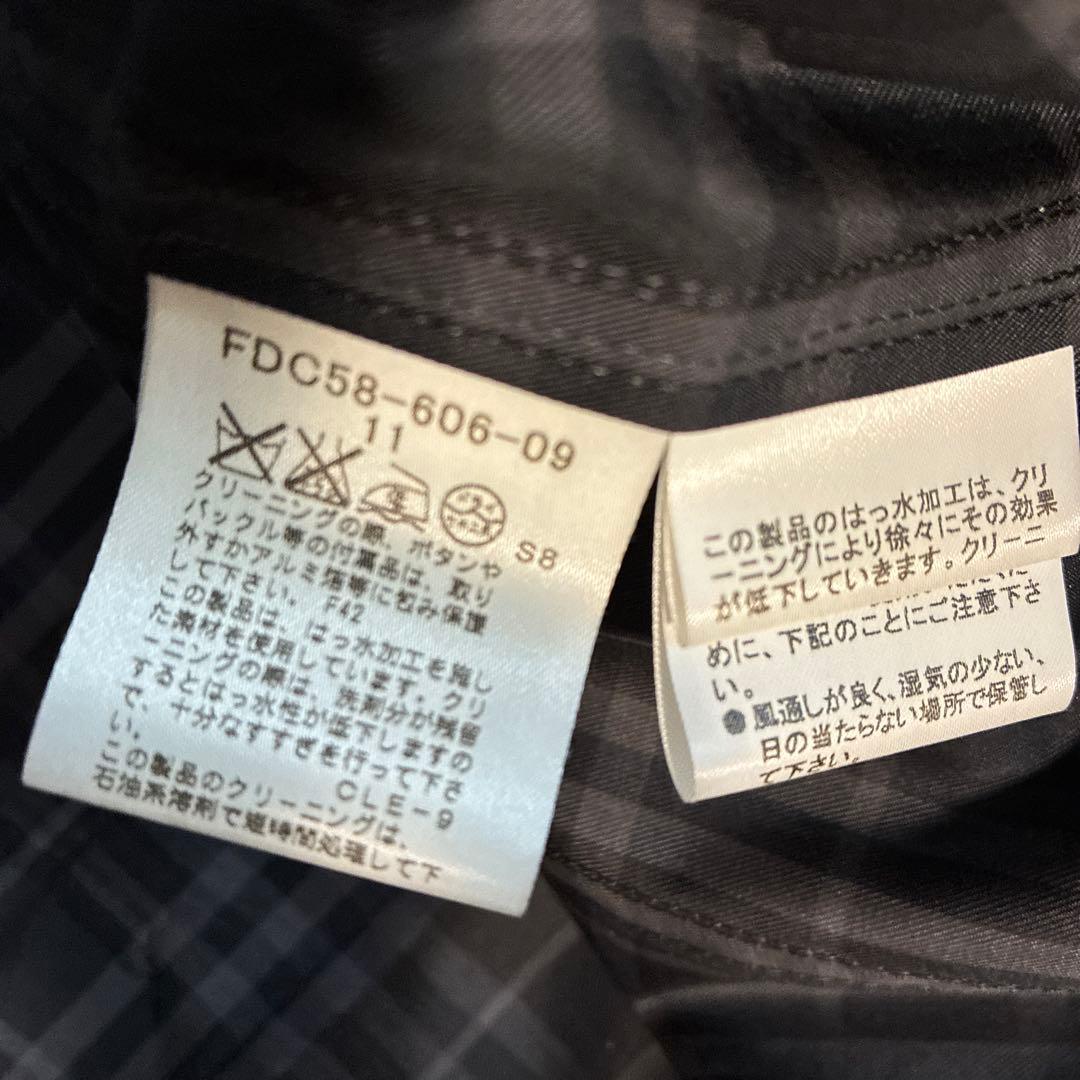 FDC58-606-09
11
S8
クリーニングの際、ボタンや
バックル等の付属品は、取り
外すかアルミ箔等に包み保護
して下さい。 F42
この製品は、はっ水加工を施し
た素材を使用しています。クリ
ーニングの際は、洗剤分が残留
するとはっ水性が低下しますの
で、十分なすすぎを行って下さ
い。 CLE-9
この製品のクリーニングは、
石油系溶剤で短時間処理して下
この製品のはっ水加工は、クリ
ーニングにより徐々にその効果
が低下していきます。クリーニ
めに、下記のことにご注意下さ
い。
●風通しが良く、湿気の少ない、
日の当たらない場所で保管し
て下さい。